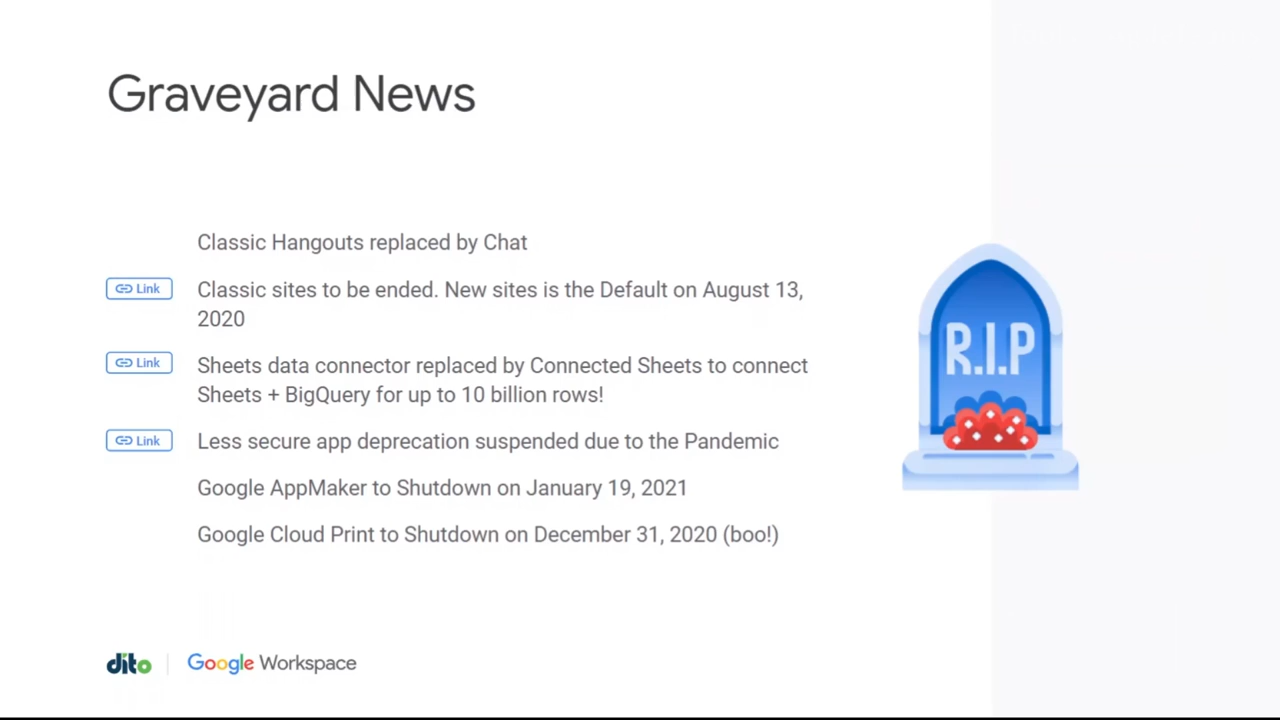 Graveyard News
Classic Hangouts replaced by Chat
Link
Classic sites to be ended. New sites is the Default on August 13,
2020
Link
Sheets data connector replaced by Connected Sheets to connect
Sheets + BigQuery for up to 10 billion rows!
Link
Less secure app deprecation suspended due to the Pandemic
Google AppMaker to Shutdown on January 19, 2021
Google Cloud Print to Shutdown on December 31, 2020 (boo!)
R.I.P
dito
Google Workspace